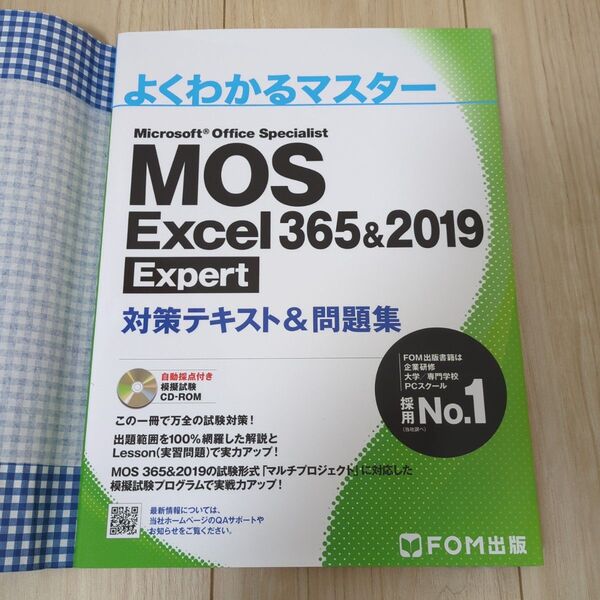 よくわかるマスター
Microsoft® Office Specialist
MOS
Excel 365&2019
Expert
対策テキスト&問題集
自動採点付き
模擬試験
CD-ROM
FOM出版書籍は
企業研修
大学/専門学校
PCスクール
採用No.1
(当社調べ)
この一冊で万全の試験対策！
出題範囲を100%網羅した解説と
Lesson(実習問題)で実力アップ！
MOS 365&2019の試験形式「マルチプロジェクト」に対応した
模擬試験プログラムで実戦力アップ！
最新情報については、
当社ホームページのQAサポートや
お知らせをご覧ください。
FOM出版